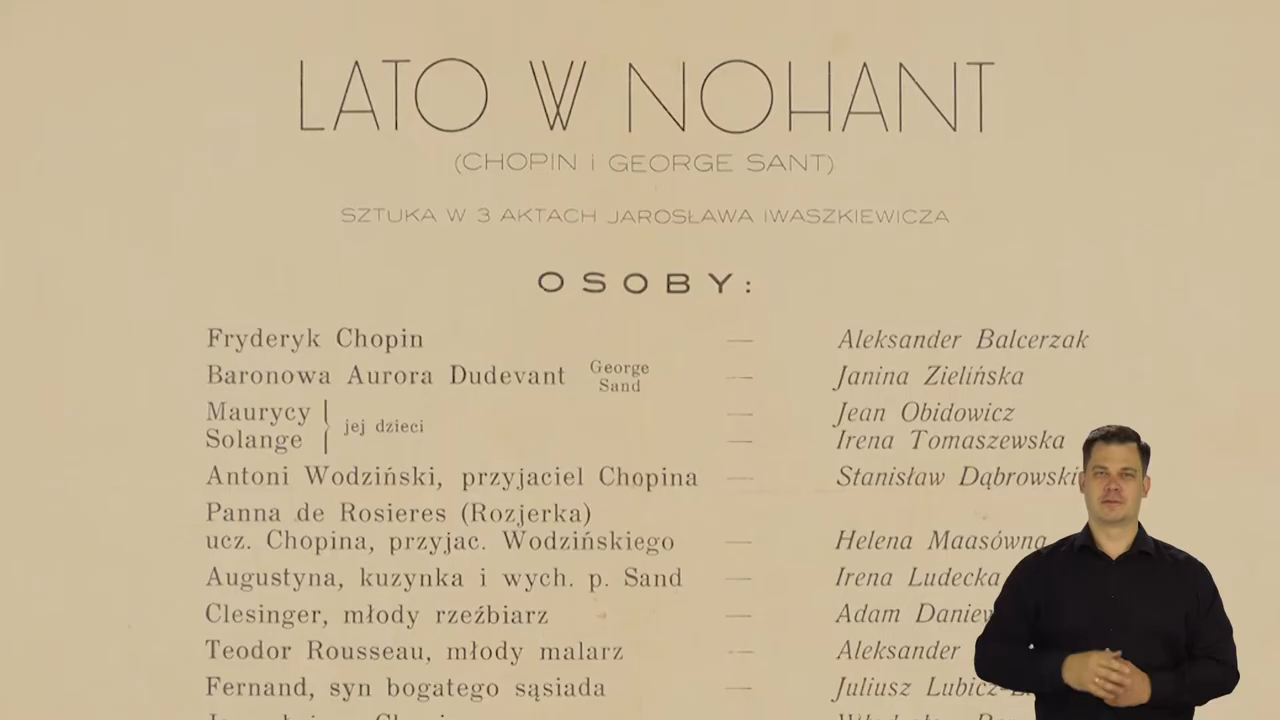 LATO W NOHANT
(CHOPIN i GEORGE SANT)
SZTUKA W 3 AKTACH JAROSŁAWA IWASZKIEWICZA
OSOBY:
Fryderyk Chopin — Aleksander Balcerzak
Baronowa Aurora Dudevant George Sand — Janina Zielińska
Maurycy — Jean Obidowicz
jej dzieci
Solange — Irena Tomaszewska
Antoni Wodziński, przyjaciel Chopina — Stanisław Dąbrowski
Panna de Rosieres (Rozjerka)
ucz. Chopina, przyjac. Wodzińskiego — Helena Maasówna
Augustyna, kuzynka i wych. p. Sand — Irena Ludecka
Clesinger, młody rzeźbiarz — Adam
Teodor Rousseau, młody malarz — Aleksander
Fernand, syn bogatego sąsiada — Juliusz